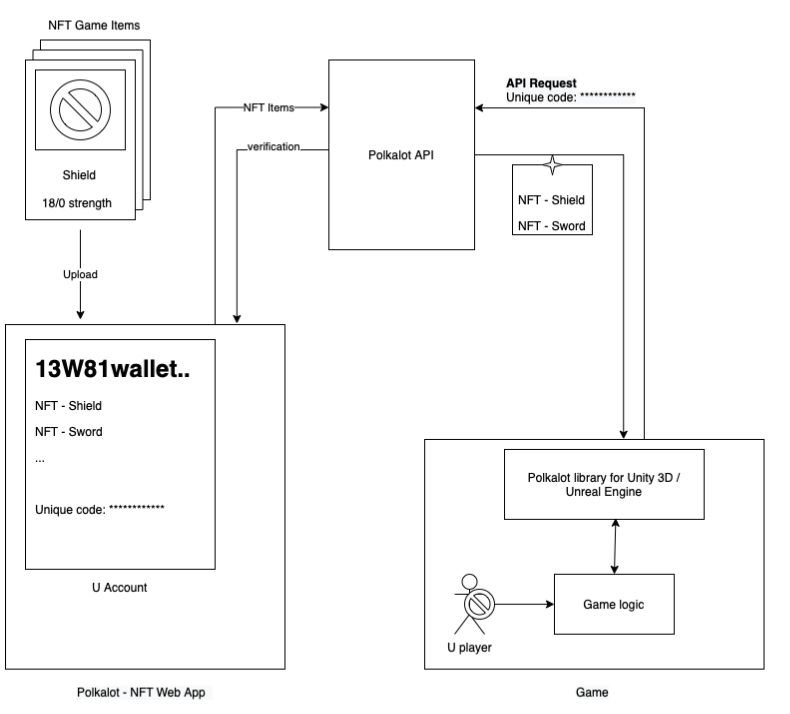 NFT Game Items
Shield
18/0 strength
Upload
13W81wallet..
NFT - Shield
NFT - Sword
...
Unique code: ************
U Account
Polkalot - NFT Web App
NFT Items
verification
Polkalot API
API Request
Unique code: ************
NFT - Shield
NFT - Sword
Polkalot library for Unity 3D /
Unreal Engine
Game logic
U player
Game